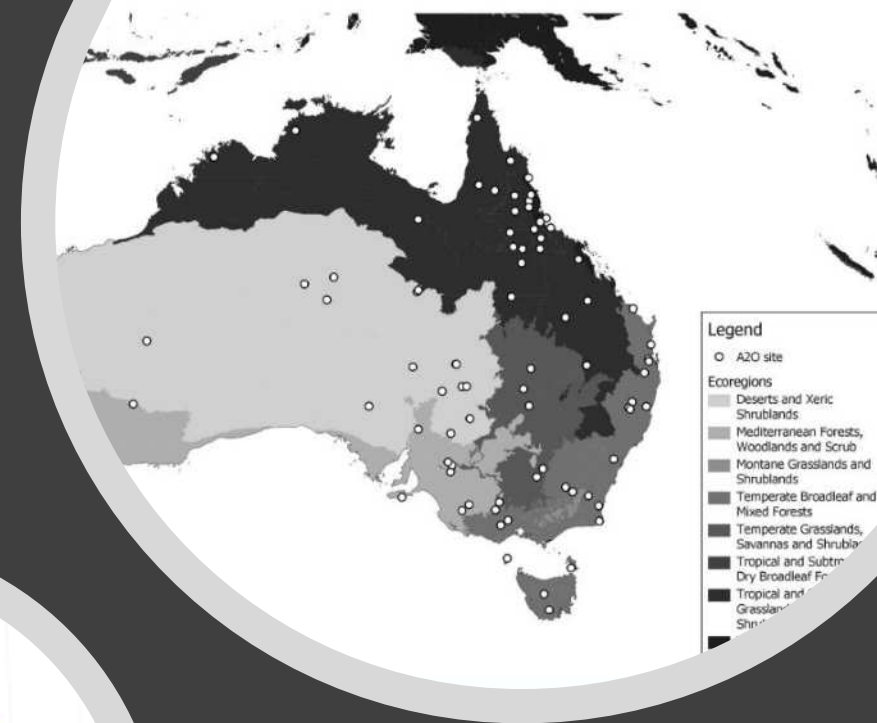 Legend
A2O site
Ecoregions
Deserts and Xeric
Shrublands
Mediterranean Forests,
Woodlands and Scrub
Montane Grasslands and
Shrublands
Temperate Broadleaf and
Mixed Forests
Temperate Grasslands,
Savannas and
Tropical and
Dry Broadleaf
Tropical and